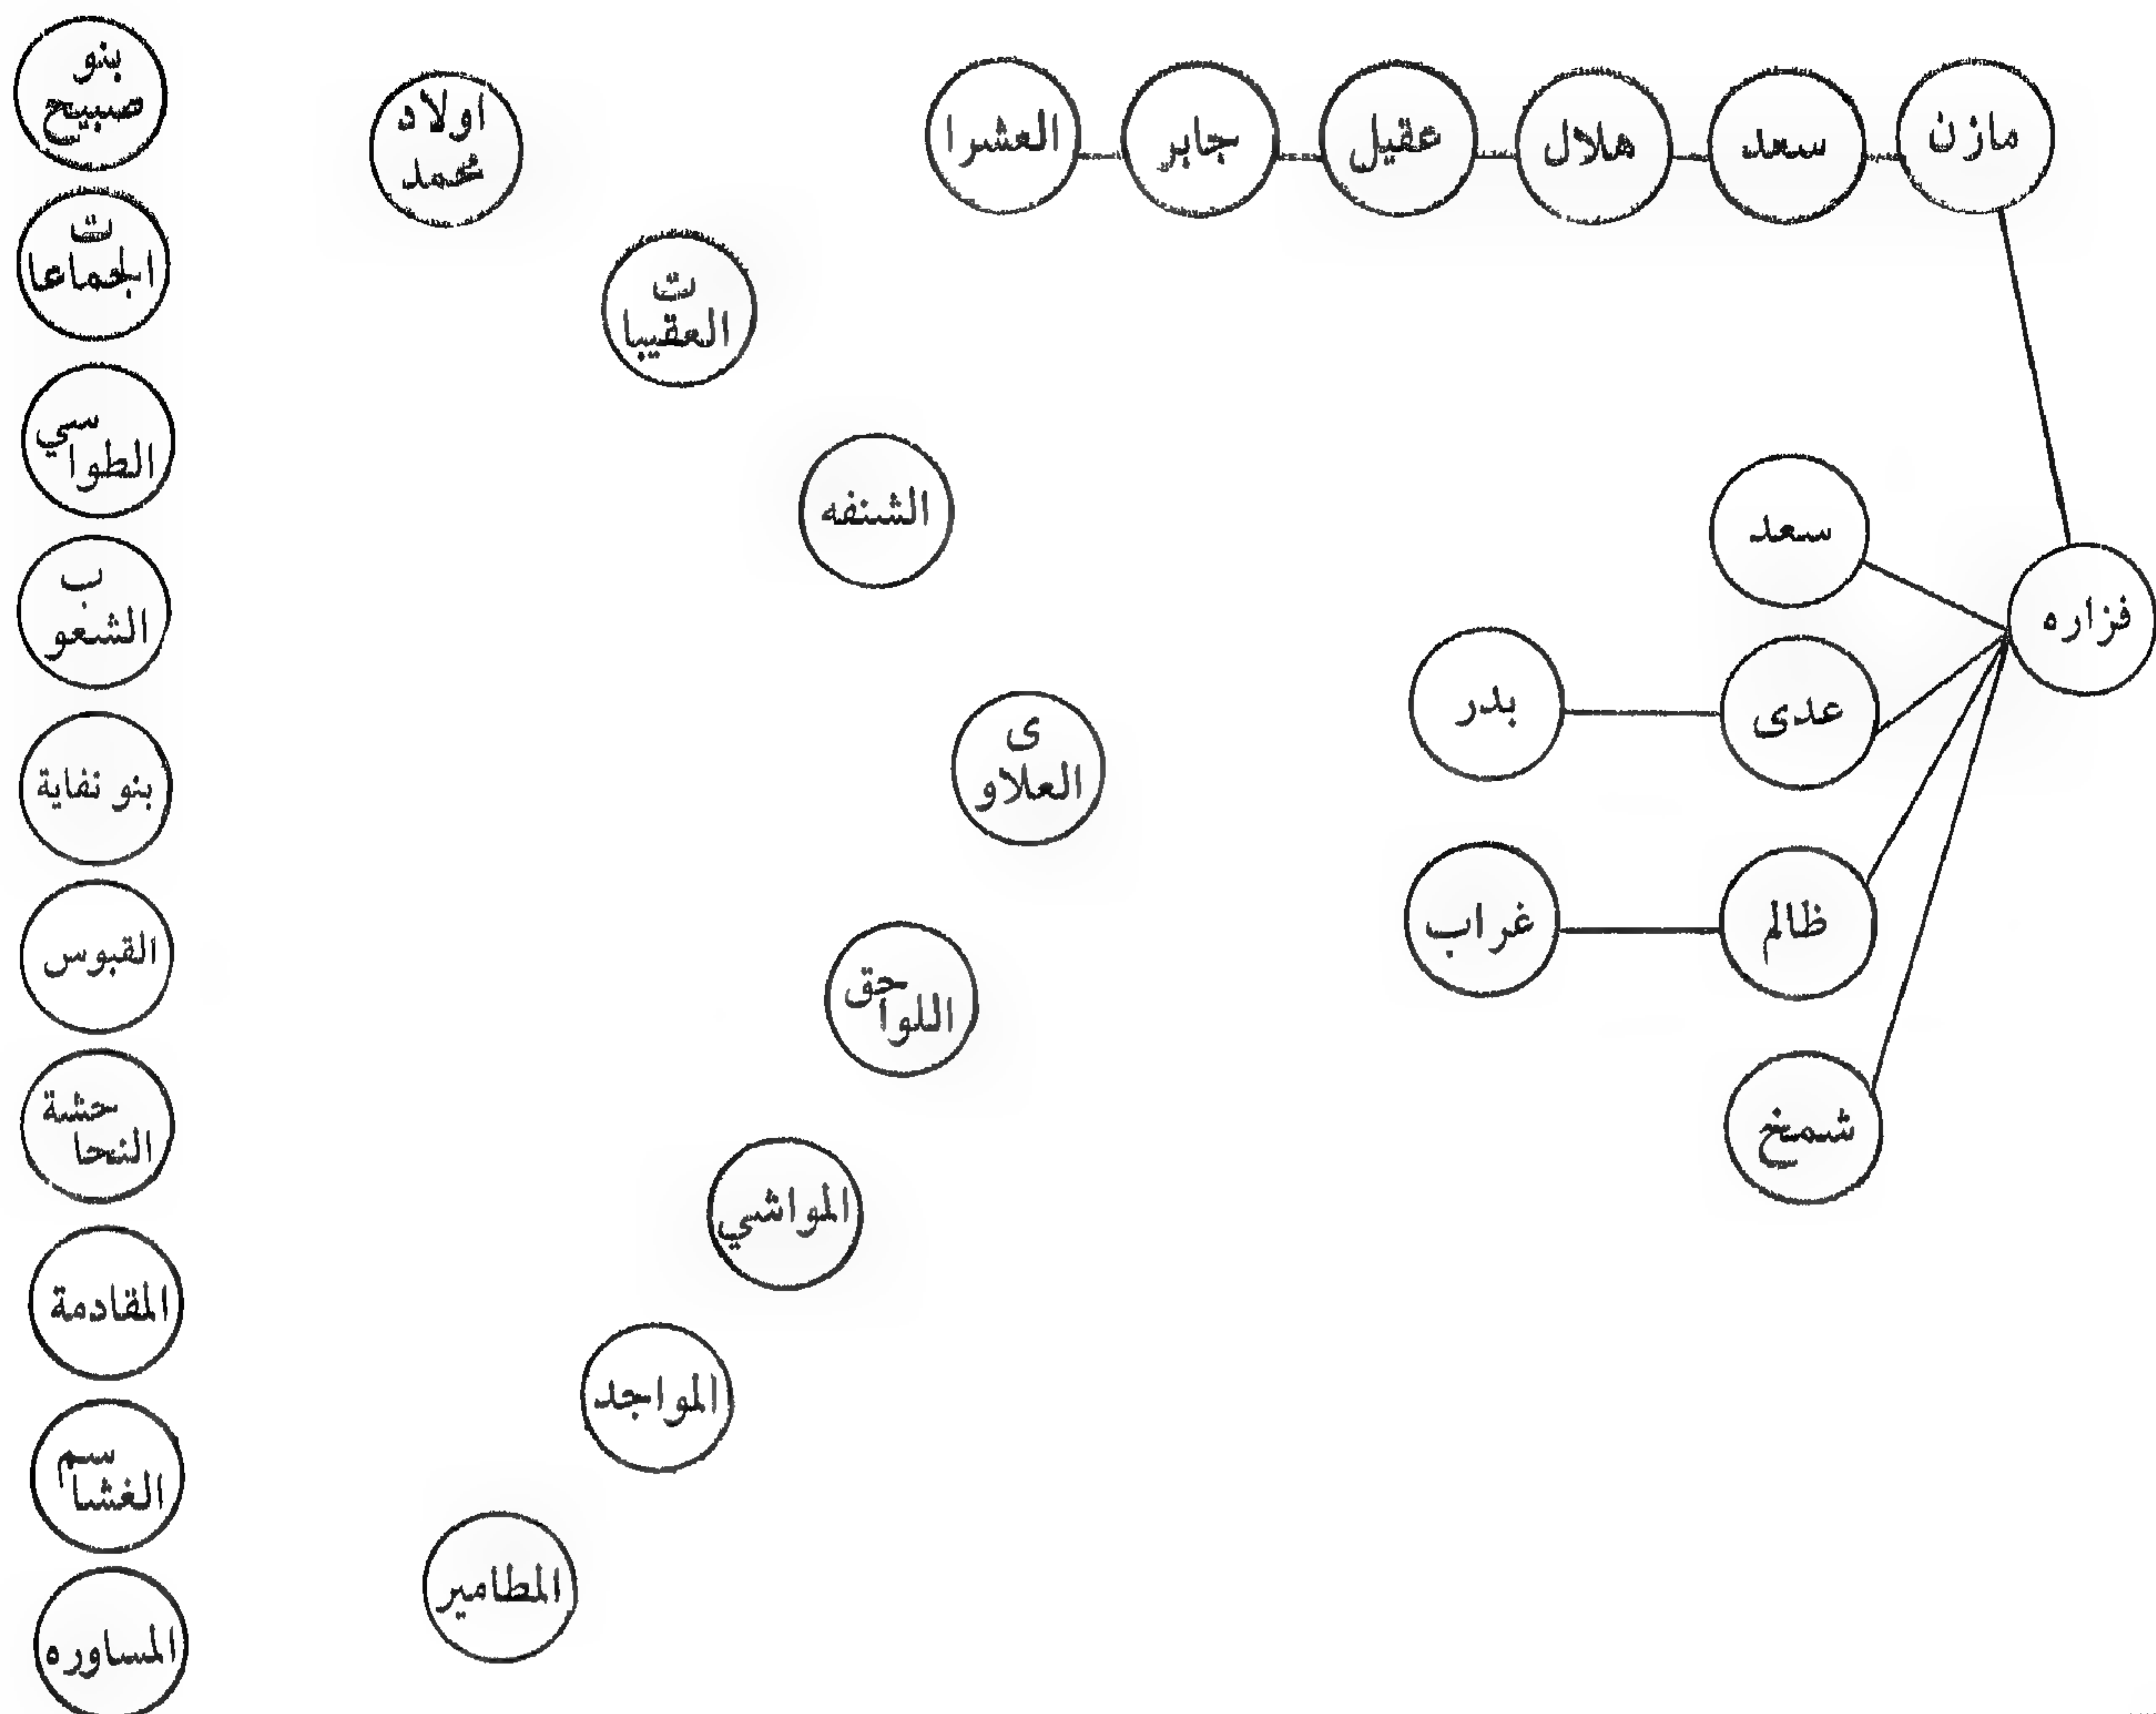 مازن
سعد
هلال
عقيل
جابر
العشرا
فزاره
سعد
عدى
بدر
ظالم
غراب
شمخ
اولاد
محمد
العقيبات
الشنفه
العلاوى
اللواحق
المواشي
المواجد
المطامير
بنو
صبيح
الجماعات
الطواسي
الشعوب
بنو نفاية
القبوس
النحاحشة
المقادمة
الغشاسم
المساوره